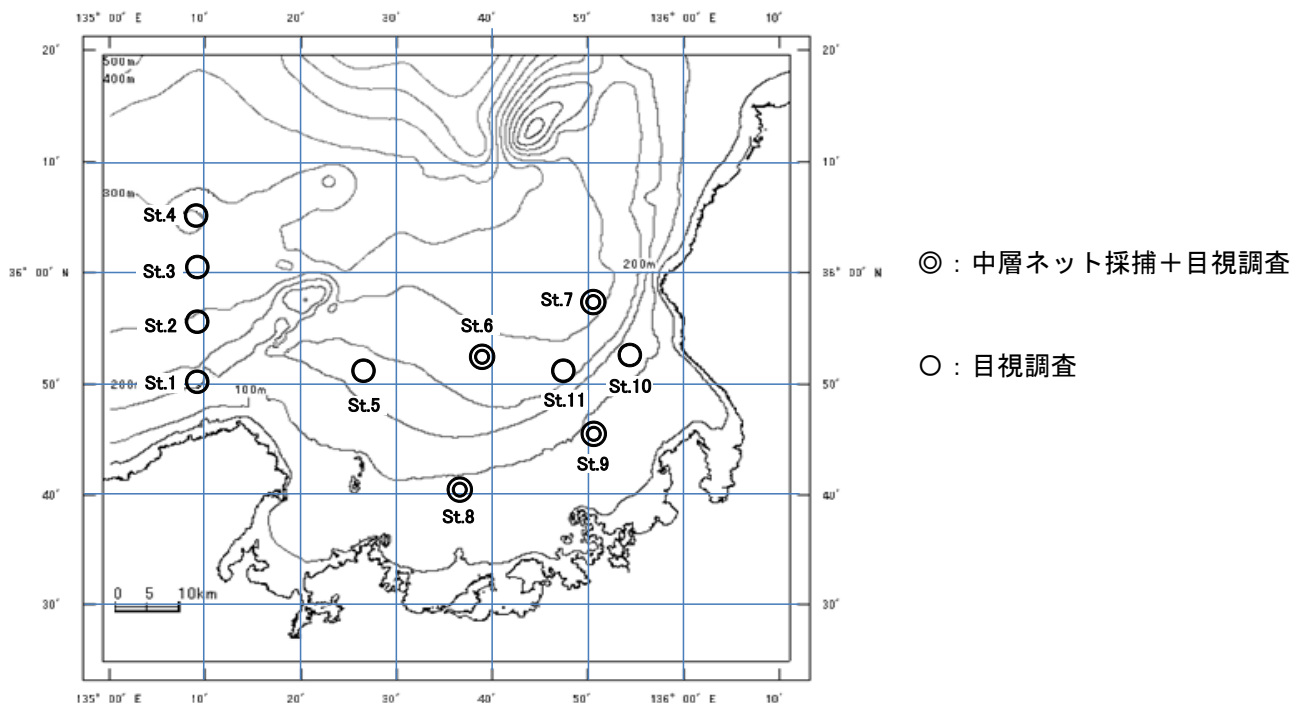 135° 00′ E 10′ 20′ 30′ 40′ 50′ 136° 00′ E 10′
20′ 20′
500m
400m
10′ 10′
300m
St.4
36° 00′ N St.3 200m 36° 00′ N
St.7
◎：中層ネット採捕＋目視調査
St.2 St.6
○：目視調査
50′ 200m St.1 100m St.5 St.11 St.10 50′
St.9
40′ St.8 40′
0 5 10km
30′ 30′
135° 00′ E 10′ 20′ 30′ 40′ 50′ 136° 00′ E 10′